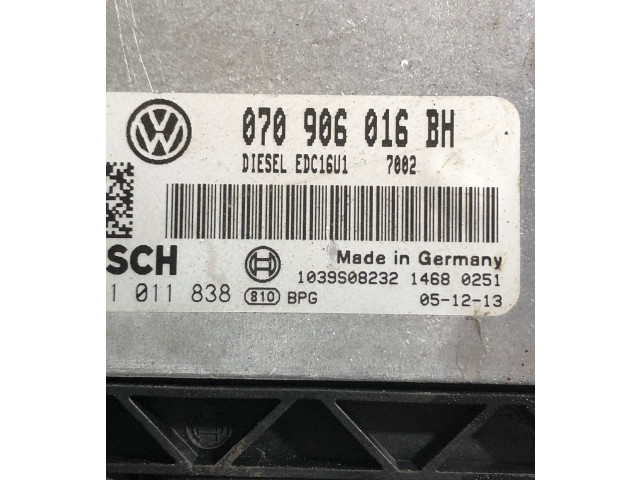 070 906 016 BH
DIESEL EDC16U1 7002
Made in Germany
1039S08232 1468 0251
1 011 838 810 BPG 05-12-13